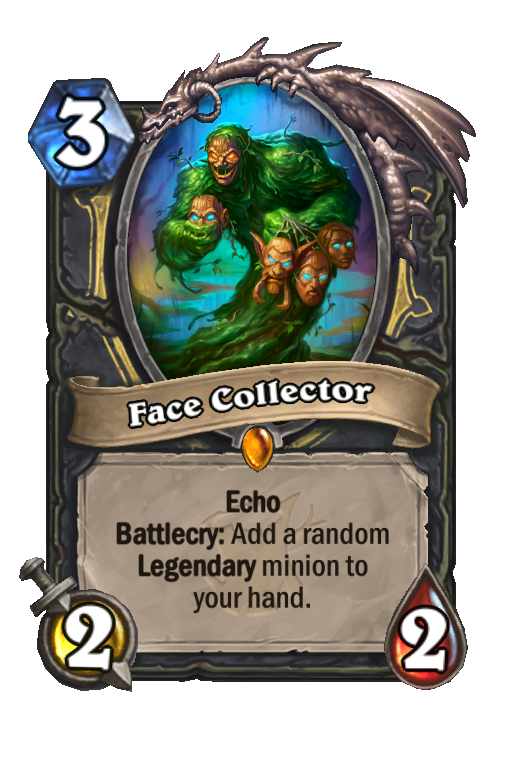 3
Face Collector
Echo
Battlecry: Add a random
Legendary minion to
your hand.
2
2